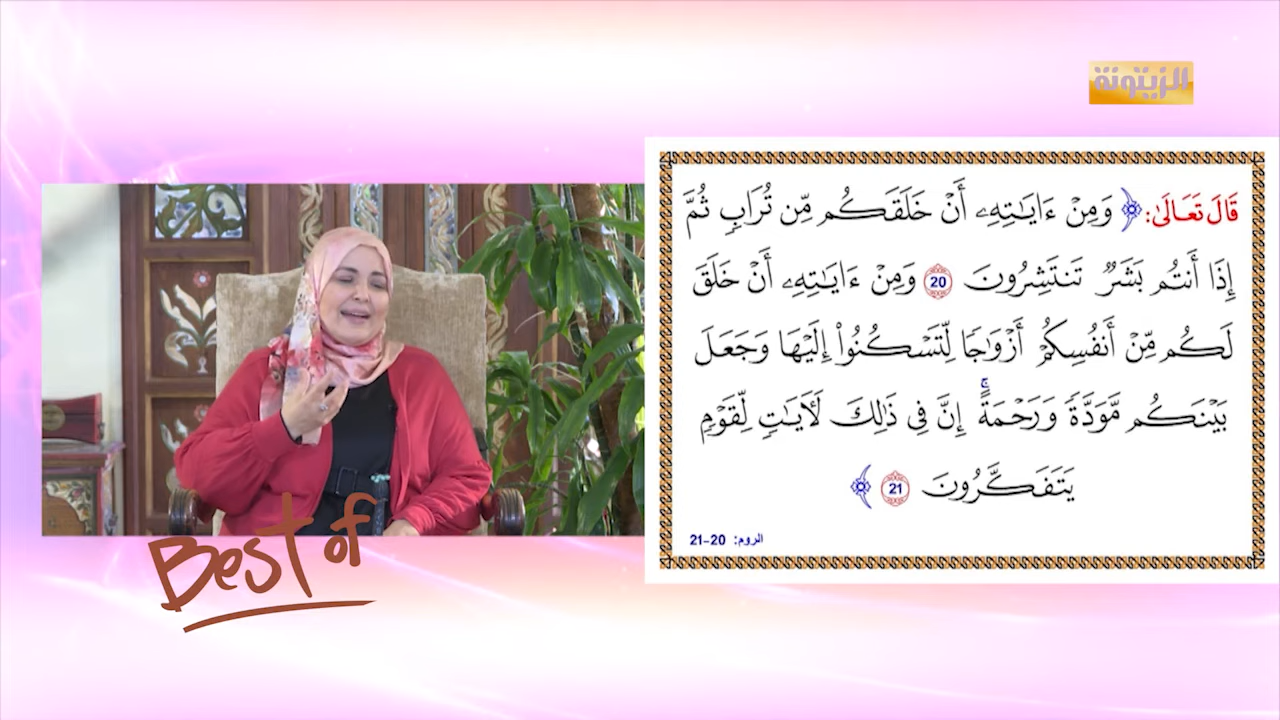 الزيتونة
قَالَ تَعَالَىٰ: ﴿ وَمِنْ ءَايَٰتِهِۦٓ أَنْ خَلَقَكُم مِّن تُرَابٍ ثُمَّ
إِذَآ أَنتُم بَشَرٌ تَنتَشِرُونَ 20 وَمِنْ ءَايَٰتِهِۦٓ أَنْ خَلَقَ
لَكُم مِّنْ أَنفُسِكُمْ أَزْوَٰجًا لِّتَسْكُنُوٓا۟ إِلَيْهَا وَجَعَلَ
بَيْنَكُم مَّوَدَّةً وَرَحْمَةً ۚ إِنَّ فِى ذَٰلِكَ لَءَايَٰتٍ لِّقَوْمٍ
يَتَفَكَّرُونَ 21 ﴾
الروم: 20-21
Best of